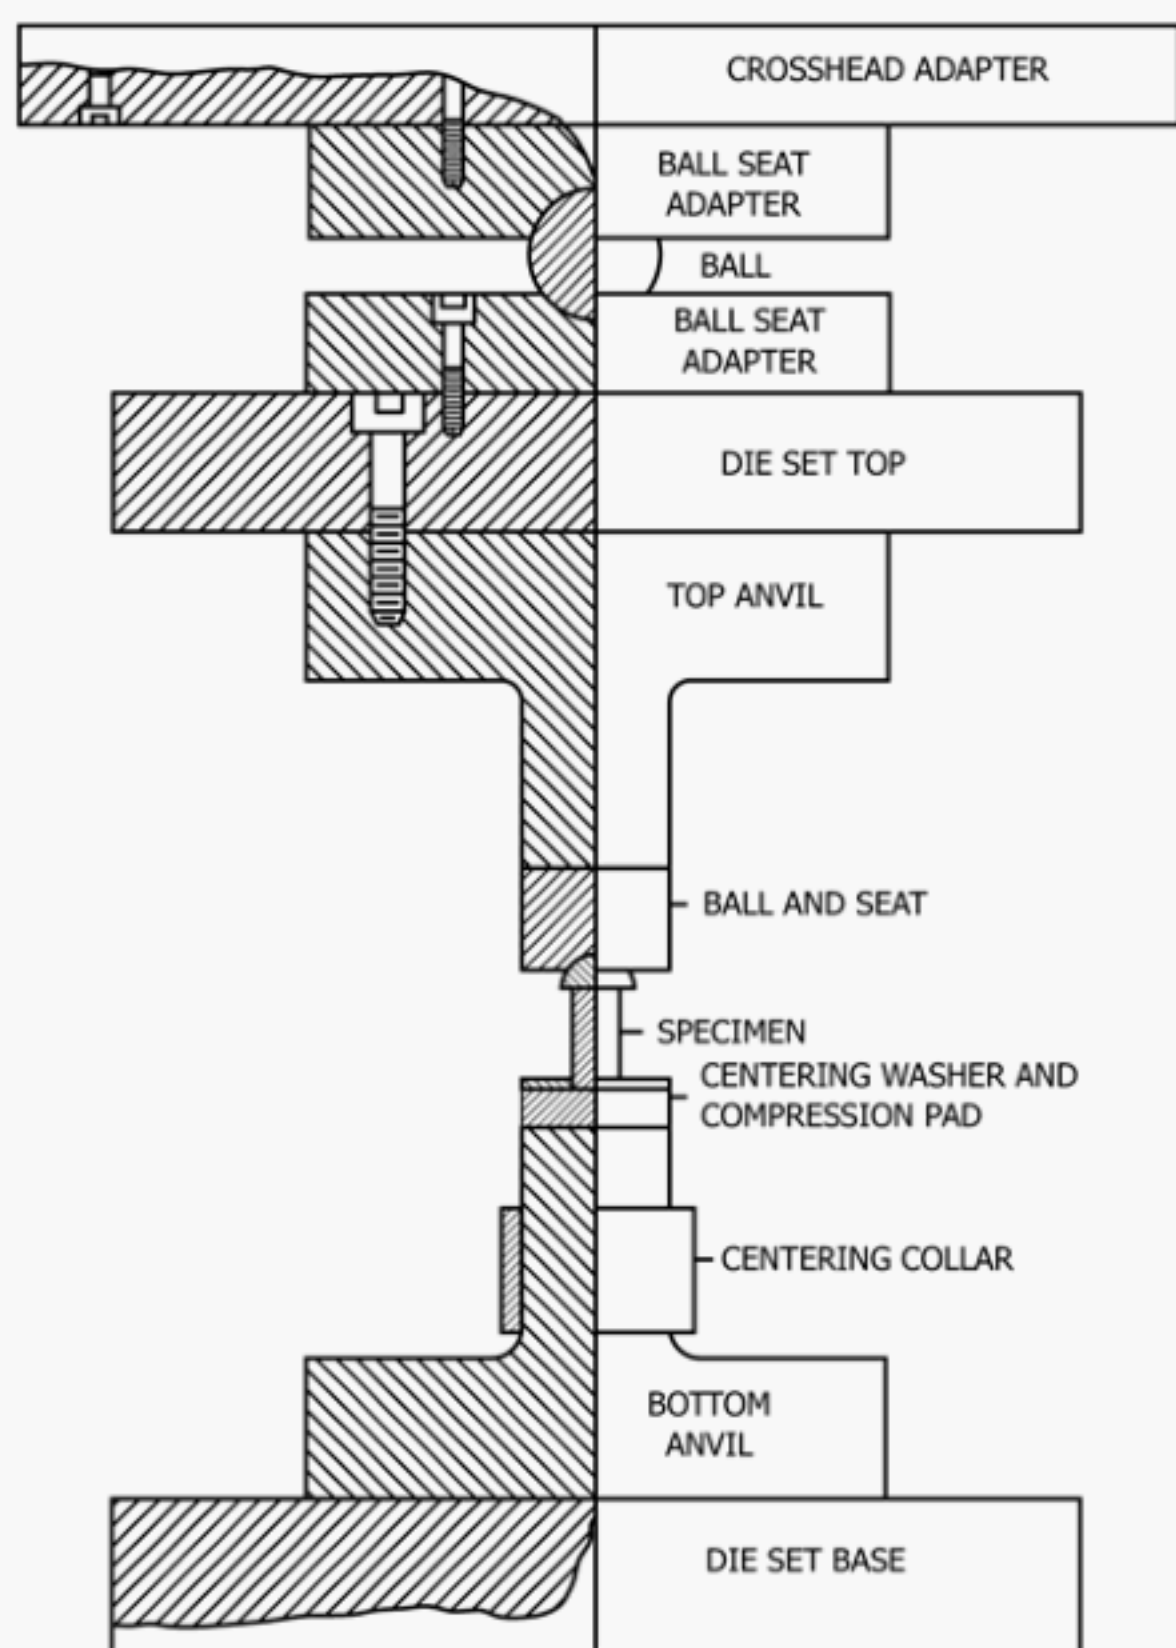 CROSSHEAD ADAPTER
BALL SEAT
ADAPTER
BALL
BALL SEAT
ADAPTER
DIE SET TOP
TOP ANVIL
BALL AND SEAT
SPECIMEN
CENTERING WASHER AND
COMPRESSION PAD
CENTERING COLLAR
BOTTOM
ANVIL
DIE SET BASE